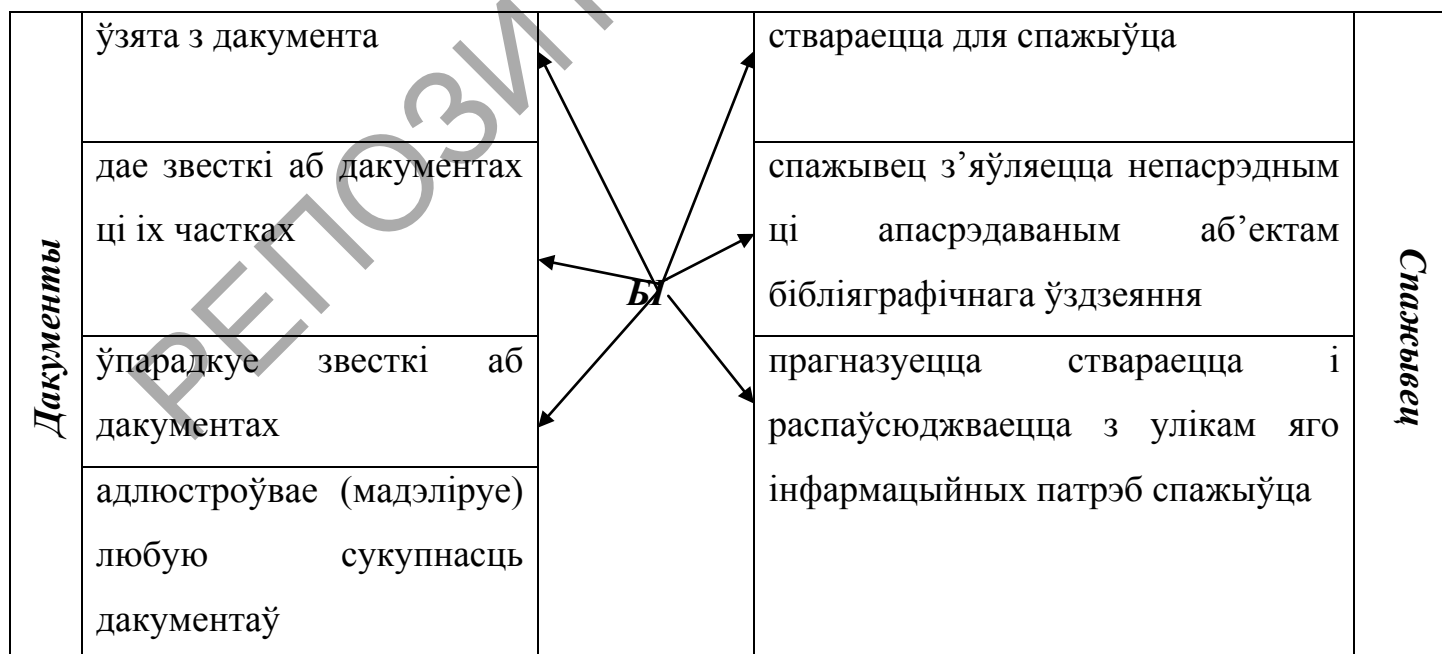 Дакументы
ўзята з дакумента
дае звесткі аб дакументах
ці іх частках
ўпарадкуе звесткі аб
дакументах
адлюстроўвае (мадэліруе)
любую сукупнасць
дакументаў
БІ
ствараецца для спажыўца
спажывец з’яўляецца непасрэдным
ці апасрэдаваным аб’ектам
бібліяграфічнага ўздзеяння
прагназуецца ствараецца і
распаўсюджваецца з улікам яго
інфармацыйных патрэб спажыўца
Спажывец